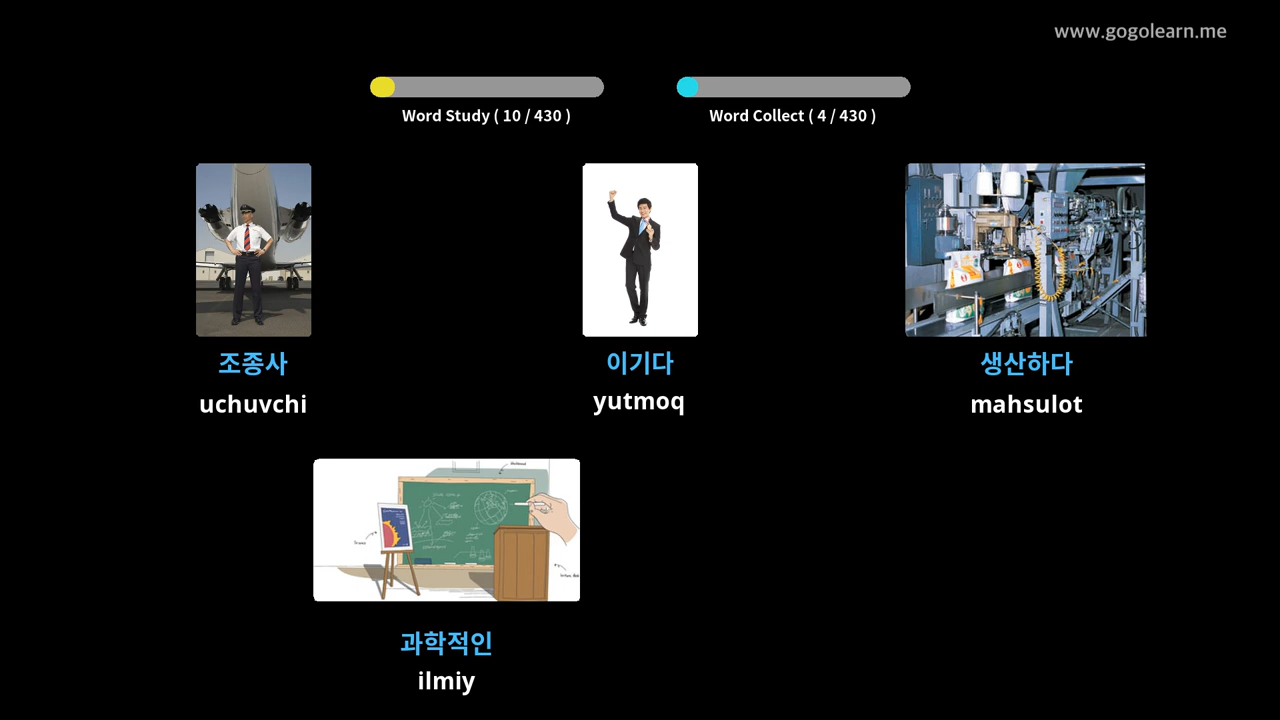 www.gogolearn.me
Word Study ( 10 / 430 )
Word Collect ( 4 / 430 )
조종사
uchuvchi
이기다
yutmoq
생산하다
mahsulot
과학적인
ilmiy